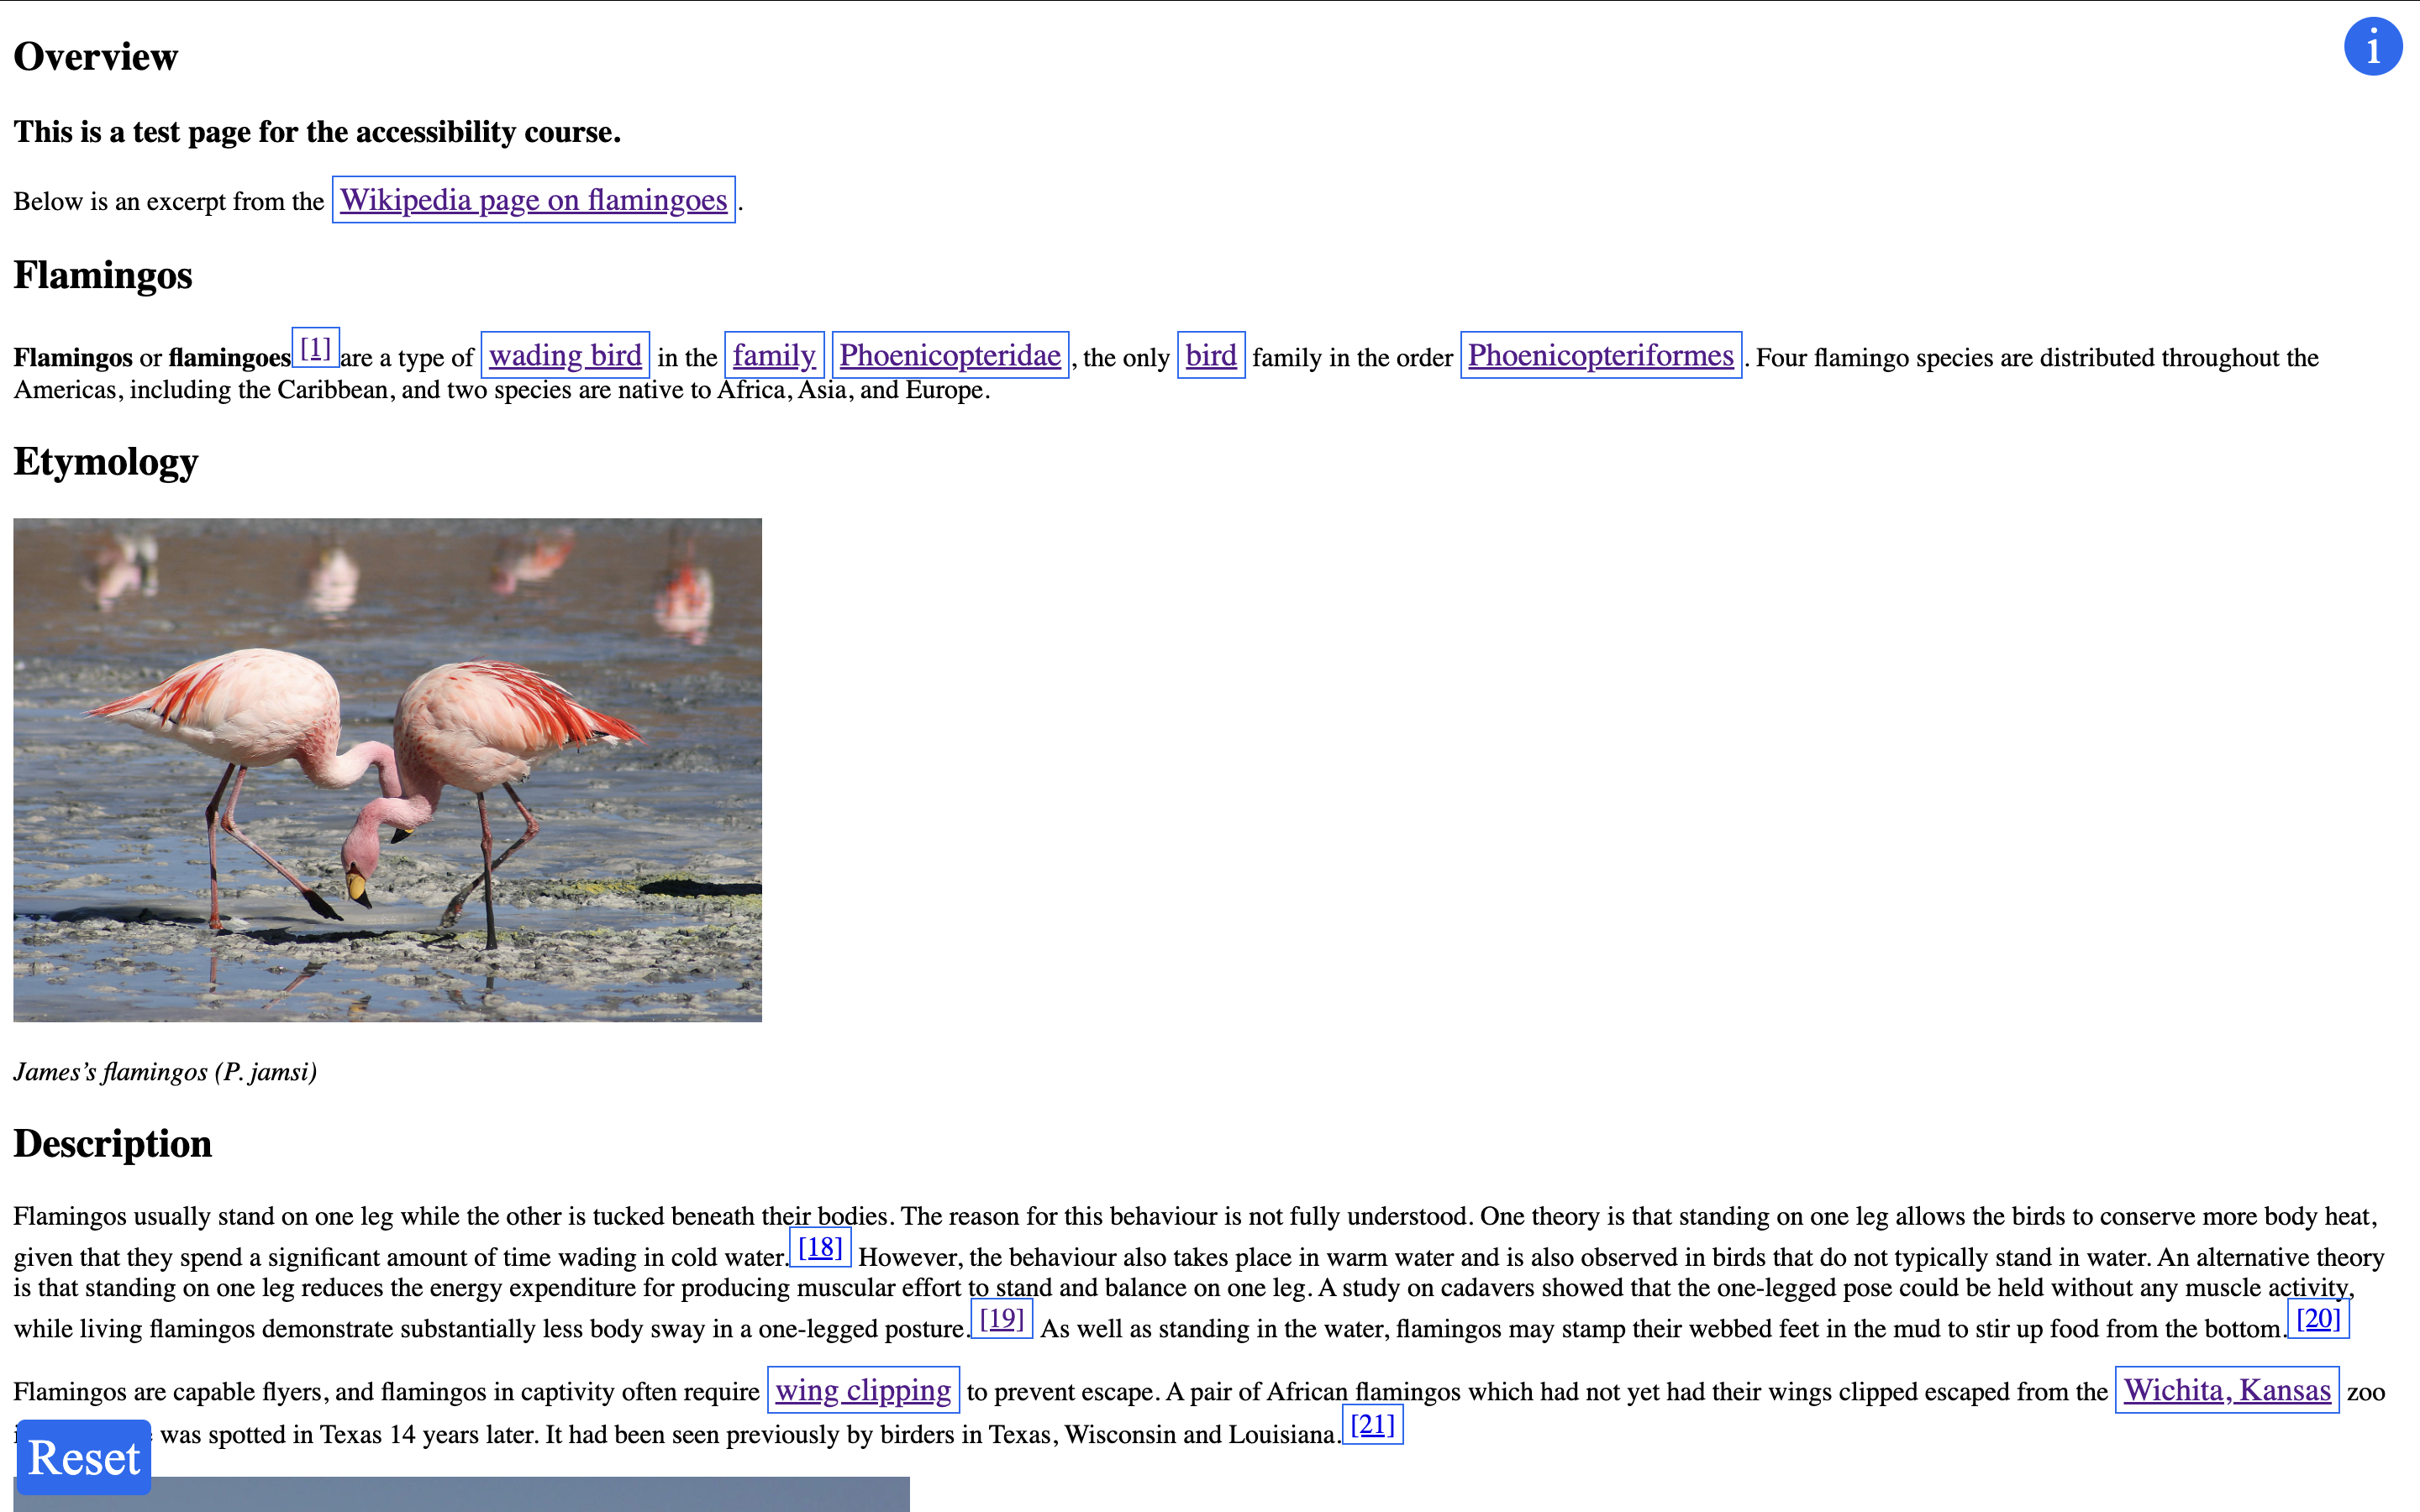 Overview
i
This is a test page for the accessibility course.
Below is an excerpt from the Wikipedia page on flamingoes.
Flamingos
Flamingos or flamingoes[1] are a type of wading bird in the family Phoenicopteridae, the only bird family in the order Phoenicopteriformes. Four flamingo species are distributed throughout the
Americas, including the Caribbean, and two species are native to Africa, Asia, and Europe.
Etymology
James’s flamingos (P. jamsi)
Description
Flamingos usually stand on one leg while the other is tucked beneath their bodies. The reason for this behaviour is not fully understood. One theory is that standing on one leg allows the birds to conserve more body heat,
given that they spend a significant amount of time wading in cold water.[18] However, the behaviour also takes place in warm water and is also observed in birds that do not typically stand in water. An alternative theory
is that standing on one leg reduces the energy expenditure for producing muscular effort to stand and balance on one leg. A study on cadavers showed that the one-legged pose could be held without any muscle activity,
while living flamingos demonstrate substantially less body sway in a one-legged posture.[19] As well as standing in the water, flamingos may stamp their webbed feet in the mud to stir up food from the bottom.[20]
Flamingos are capable flyers, and flamingos in captivity often require wing clipping to prevent escape. A pair of African flamingos which had not yet had their wings clipped escaped from the Wichita, Kansas zoo
was spotted in Texas 14 years later. It had been seen previously by birders in Texas, Wisconsin and Louisiana.[21]
Reset